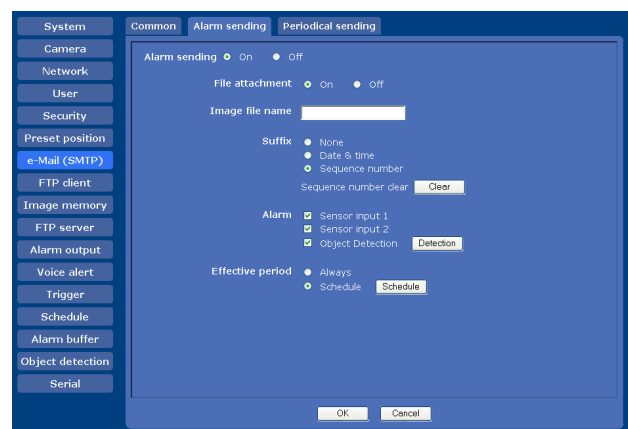 System
Camera
Network
User
Security
Preset position
e-Mail (SMTP)
FTP client
Image memory
FTP server
Alarm output
Voice alert
Trigger
Schedule
Alarm buffer
Object detection
Serial
Common Alarm sending Periodical sending
Alarm sending On Off
File attachment On Off
Image file name
Suffix None
Date & time
Sequence number
Sequence number clear Clear
Alarm Sensor input 1
Sensor input 2
Object Detection Detection
Effective period Always
Schedule Schedule
OK Cancel